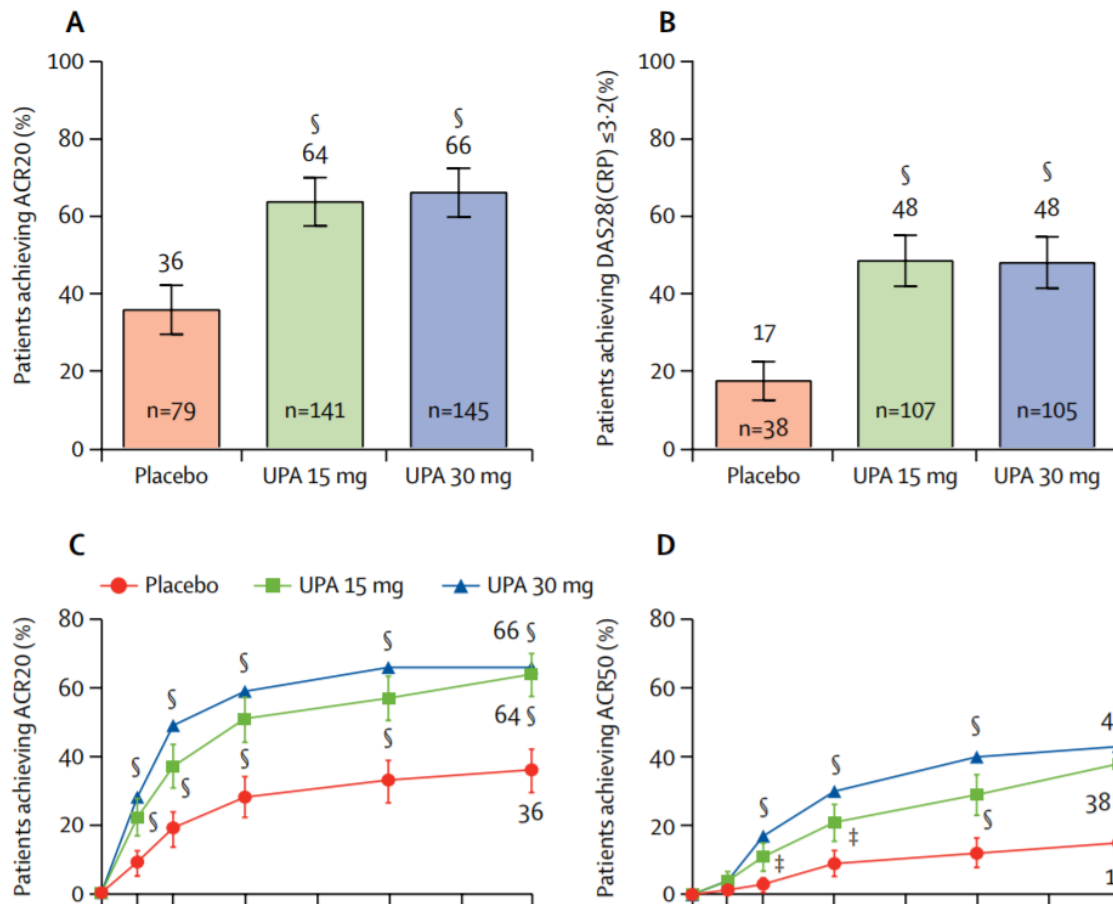 A
Patients achieving ACR20 (%)
100
80
60
40
20
0
36
§
64
§
66
n=79
n=141
n=145
Placebo
UPA 15 mg
UPA 30 mg
B
Patients achieving DAS28(CRP) ≤3·2(%)
100
80
60
40
20
0
17
§
48
§
48
n=38
n=107
n=105
Placebo
UPA 15 mg
UPA 30 mg
C
Placebo
UPA 15 mg
UPA 30 mg
Patients achieving ACR20 (%)
80
60
40
20
0
§
§
§
§
66 §
§
§
§
§
64 §
36
D
Patients achieving ACR50 (%)
80
60
40
20
0
§
§
§
‡
‡
§
4
38
1